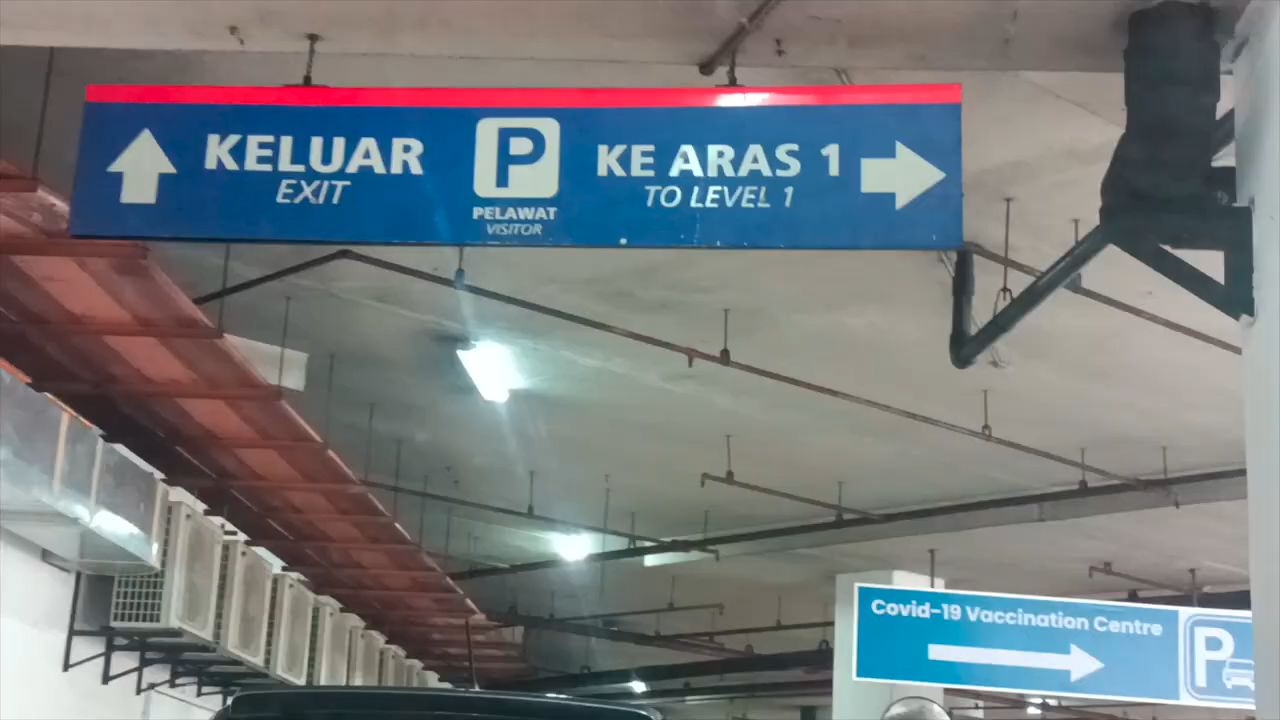 KELUAR
EXIT
P
PELAWAT
VISITOR
KE ARAS 1
TO LEVEL 1
Covid-19 Vaccination Centre
P